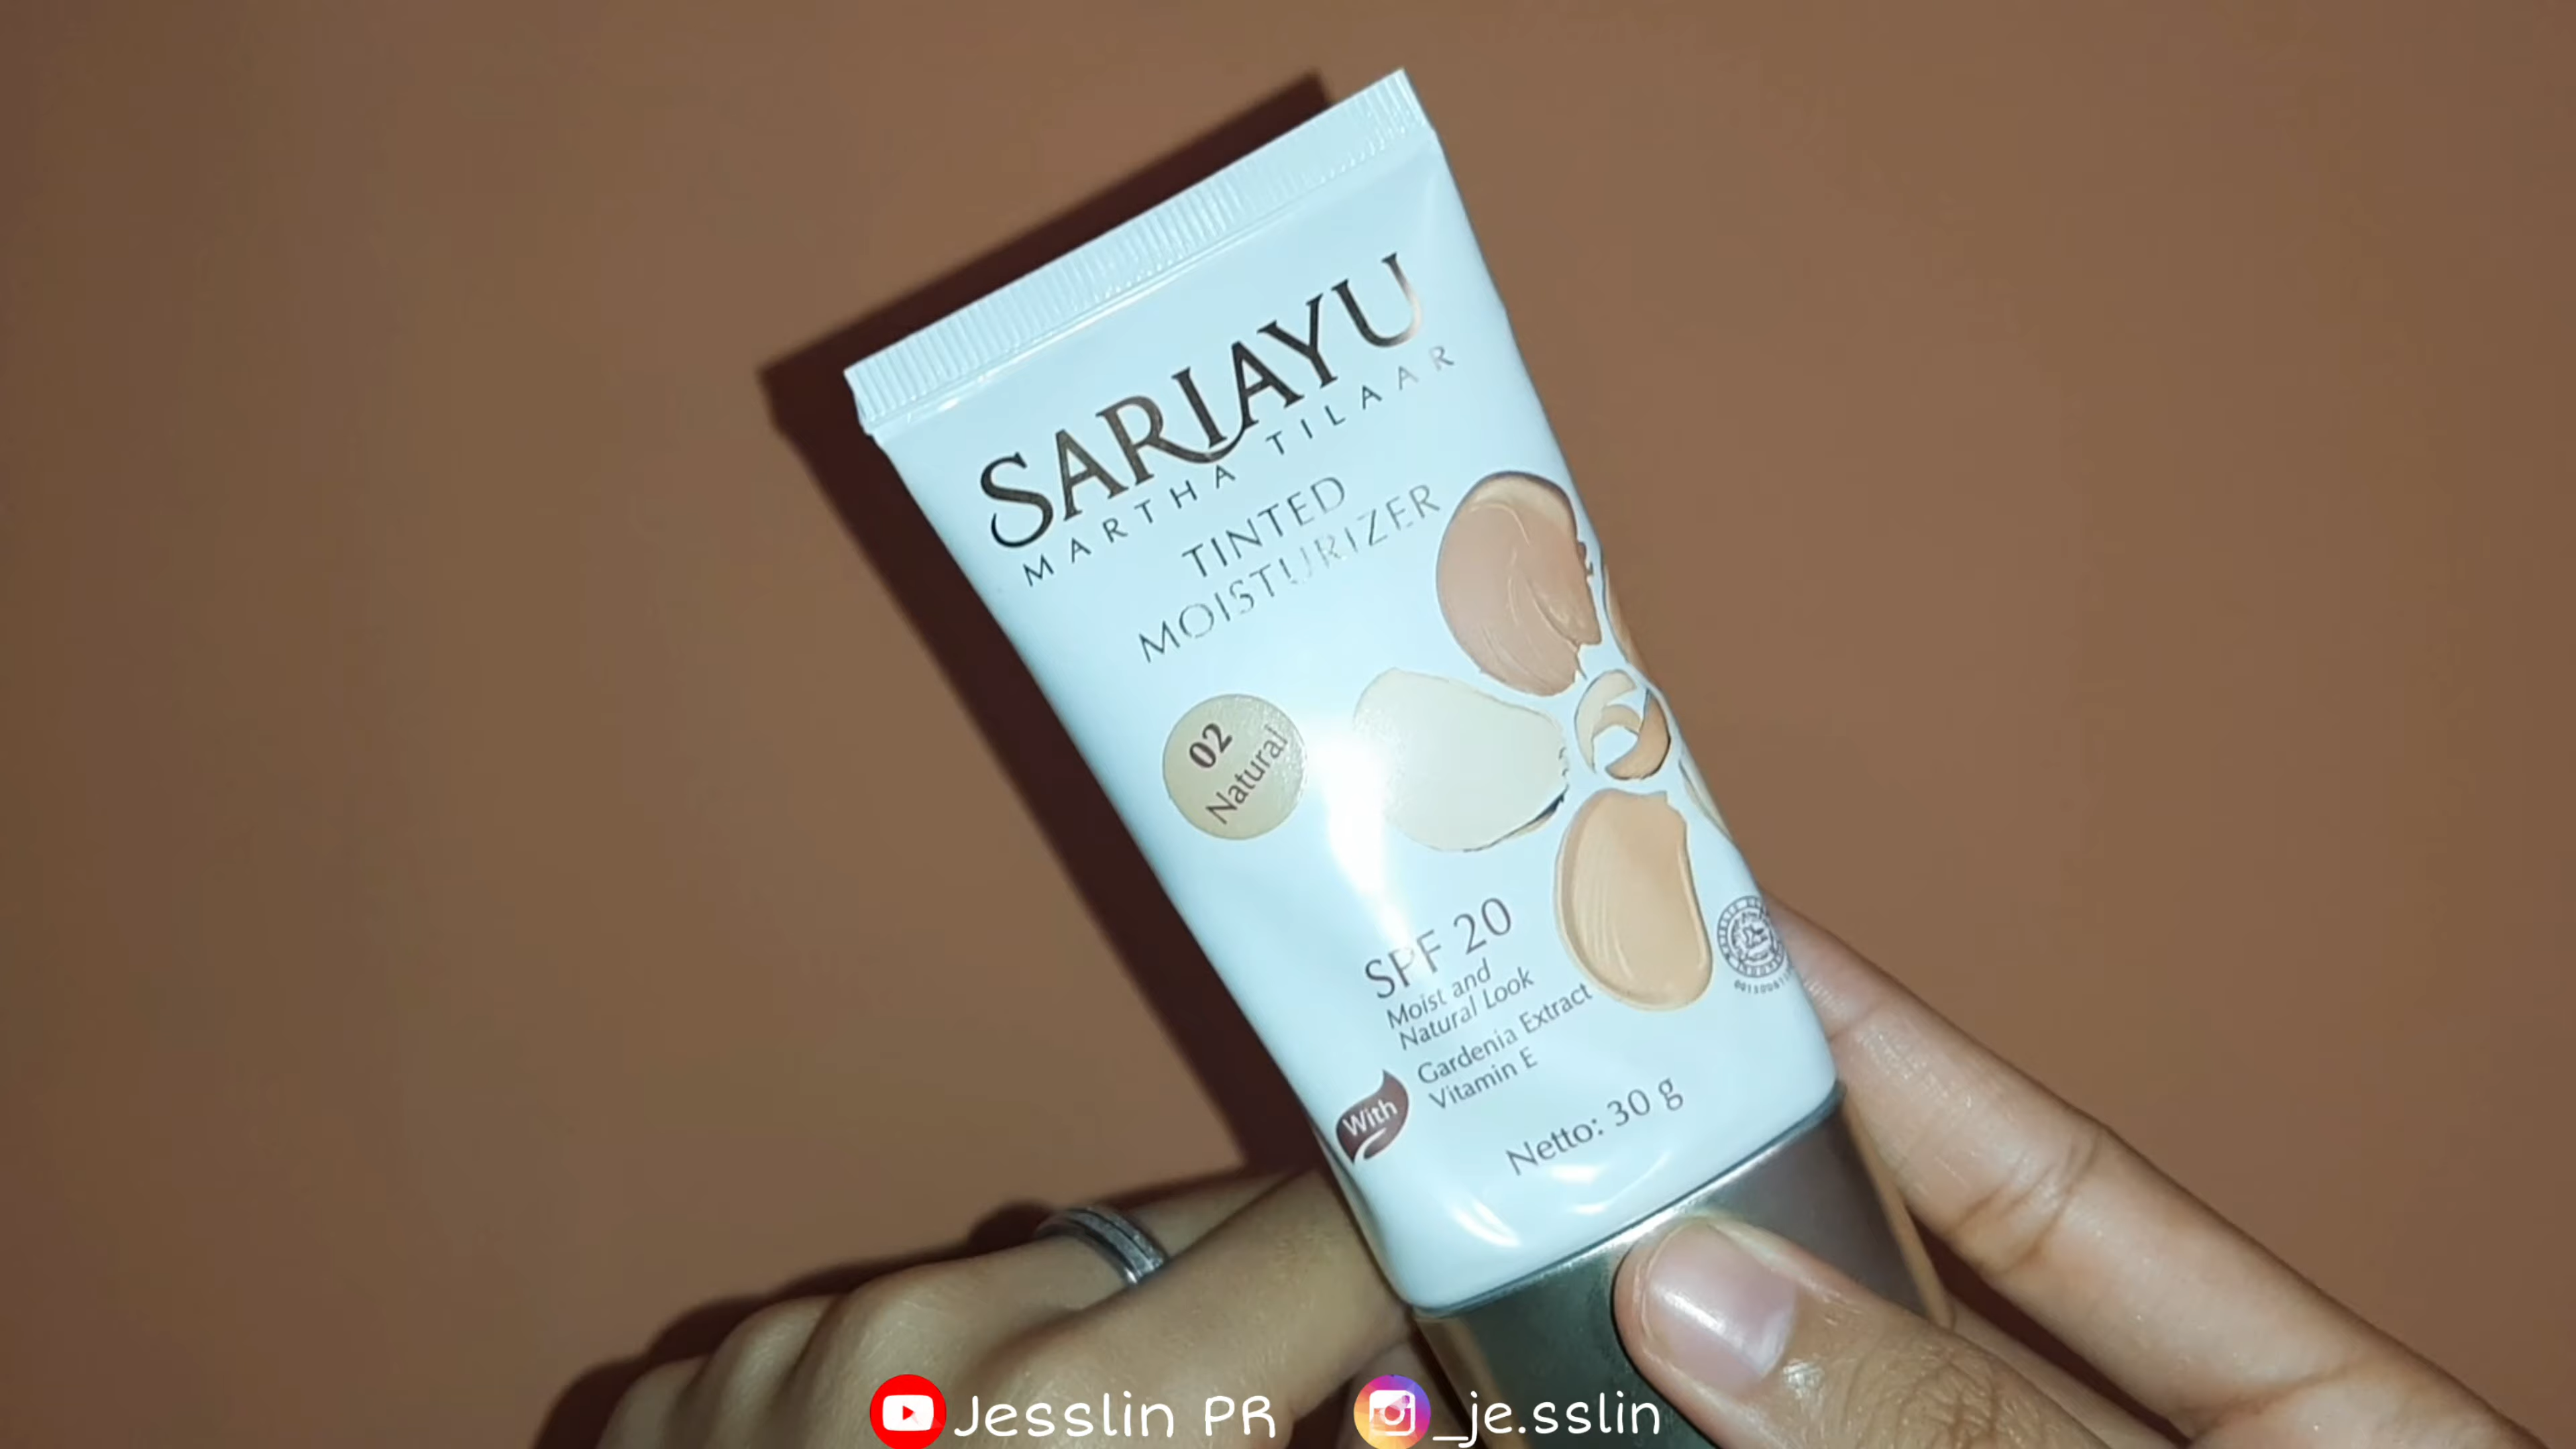 SARIAYU
MARTHA TILAAR
TINTED
MOISTURIZER
02
Natural
SPF 20
Moist and
Natural Look
With
Gardenia Extract
Vitamin E
Netto: 30 g
Jesslin PR
_je.sslin